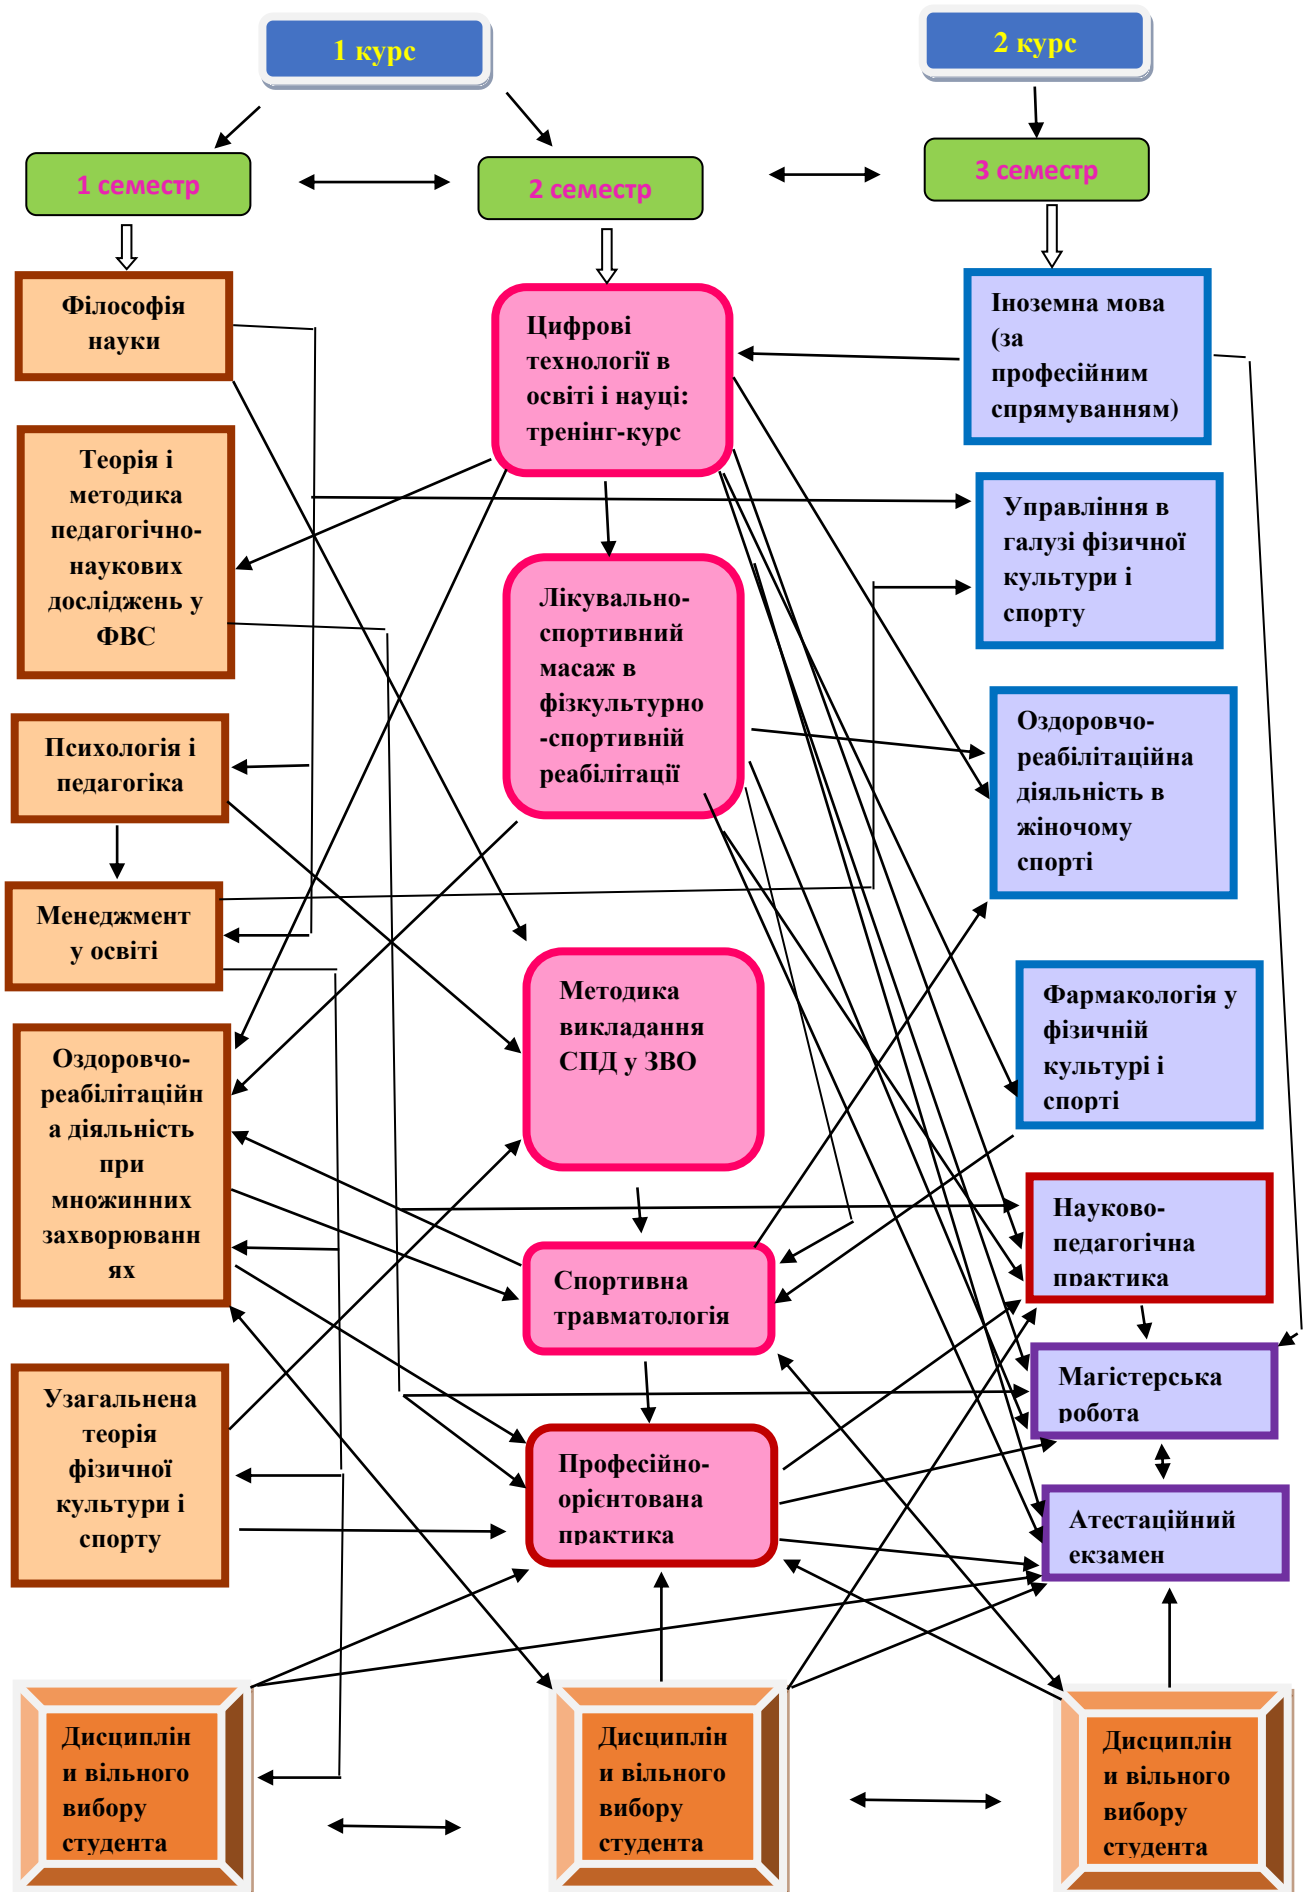 1 курс
2 курс
1 семестр
2 семестр
3 семестр
Філософія
науки
Теорія і
методика
педагогічно-
наукових
досліджень у
ФВС
Психологія і
педагогіка
Менеджмент
у освіті
Оздоровчо-
реабілітаційн
а діяльність
при
множинних
захворюванн
ях
Узагальнена
теорія
фізичної
культури і
спорту
Дисциплін
и вільного
вибору
студента
Цифрові
технології в
освіті і науці:
тренінг-курс
Лікувально-
спортивний
масаж в
фізкультурно
-спортивній
реабілітації
Методика
викладання
СПД у ЗВО
Спортивна
травматологія
Професійно-
орієнтована
практика
Дисциплін
и вільного
вибору
студента
Іноземна мова
(за
професійним
спрямуванням)
Управління в
галузі фізичної
культури і
спорту
Оздоровчо-
реабілітаційна
діяльність в
жіночому
спорті
Фармакологія у
фізичній
культурі і
спорті
Науково-
педагогічна
практика
Магістерська
робота
Атестаційний
екзамен
Дисциплін
и вільного
вибору
студента